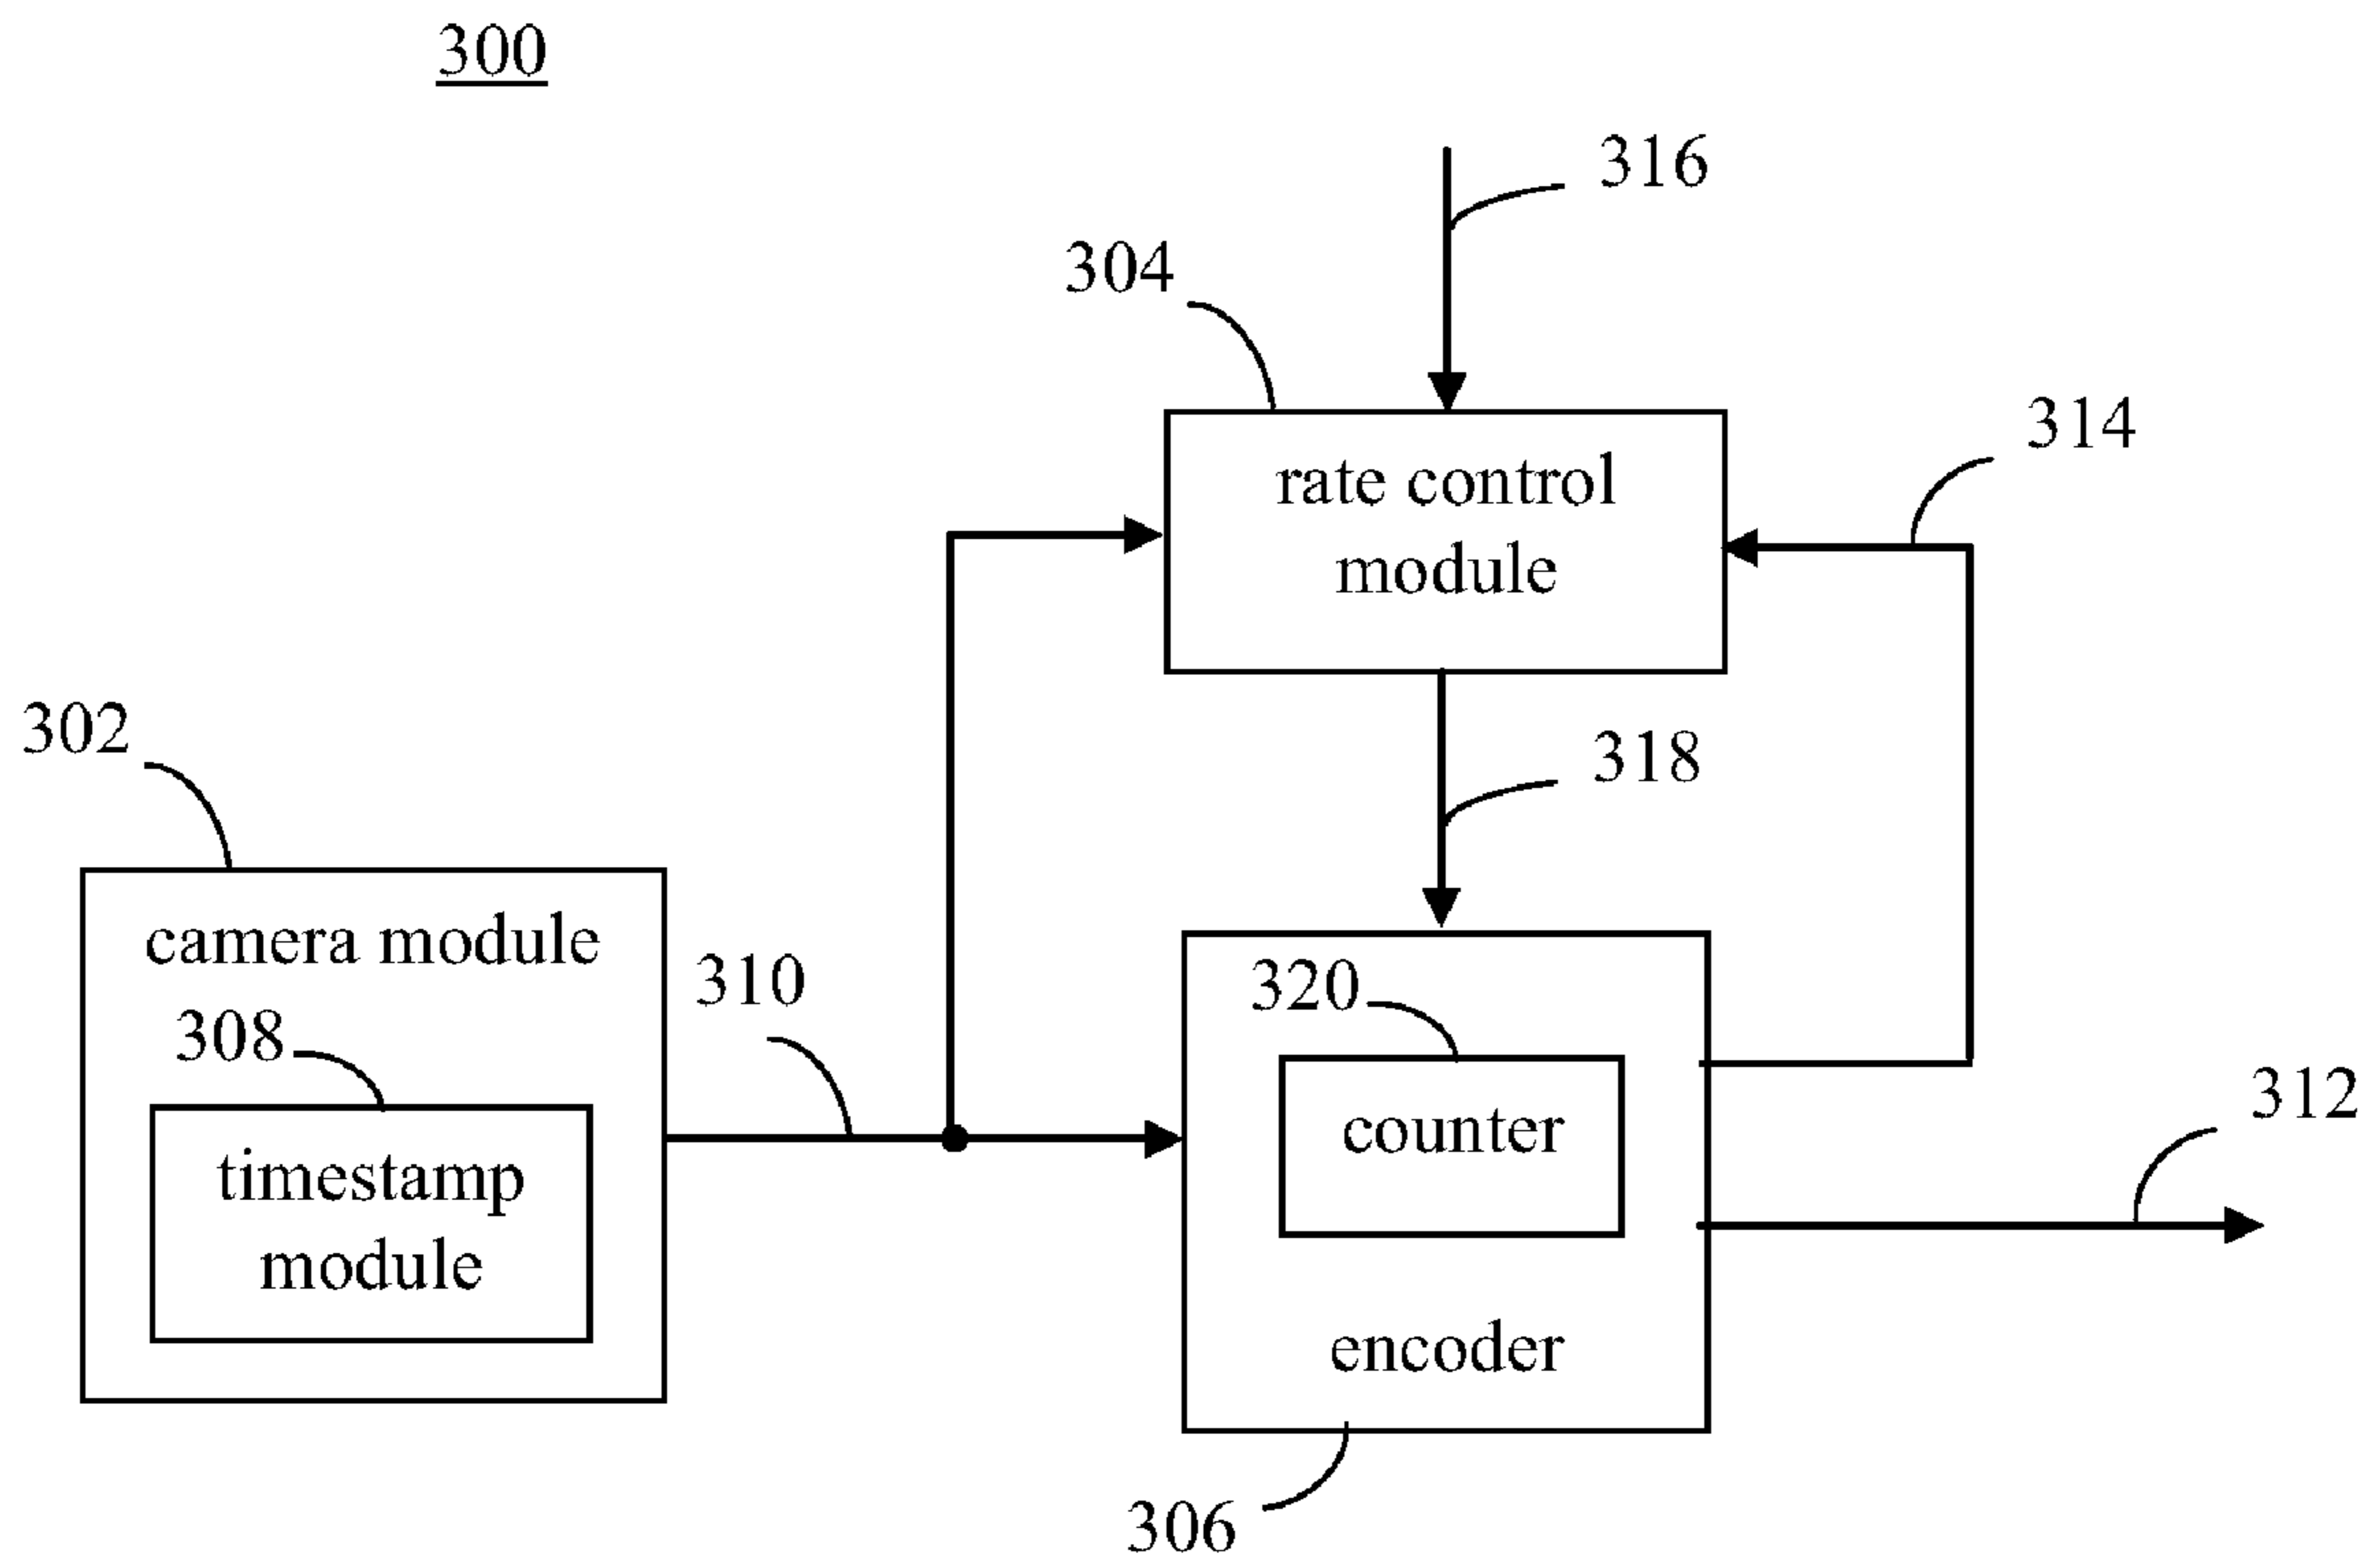 300
316
304
314
rate control
module
302
318
camera module
310
320
308
counter
312
timestamp
module
encoder
306